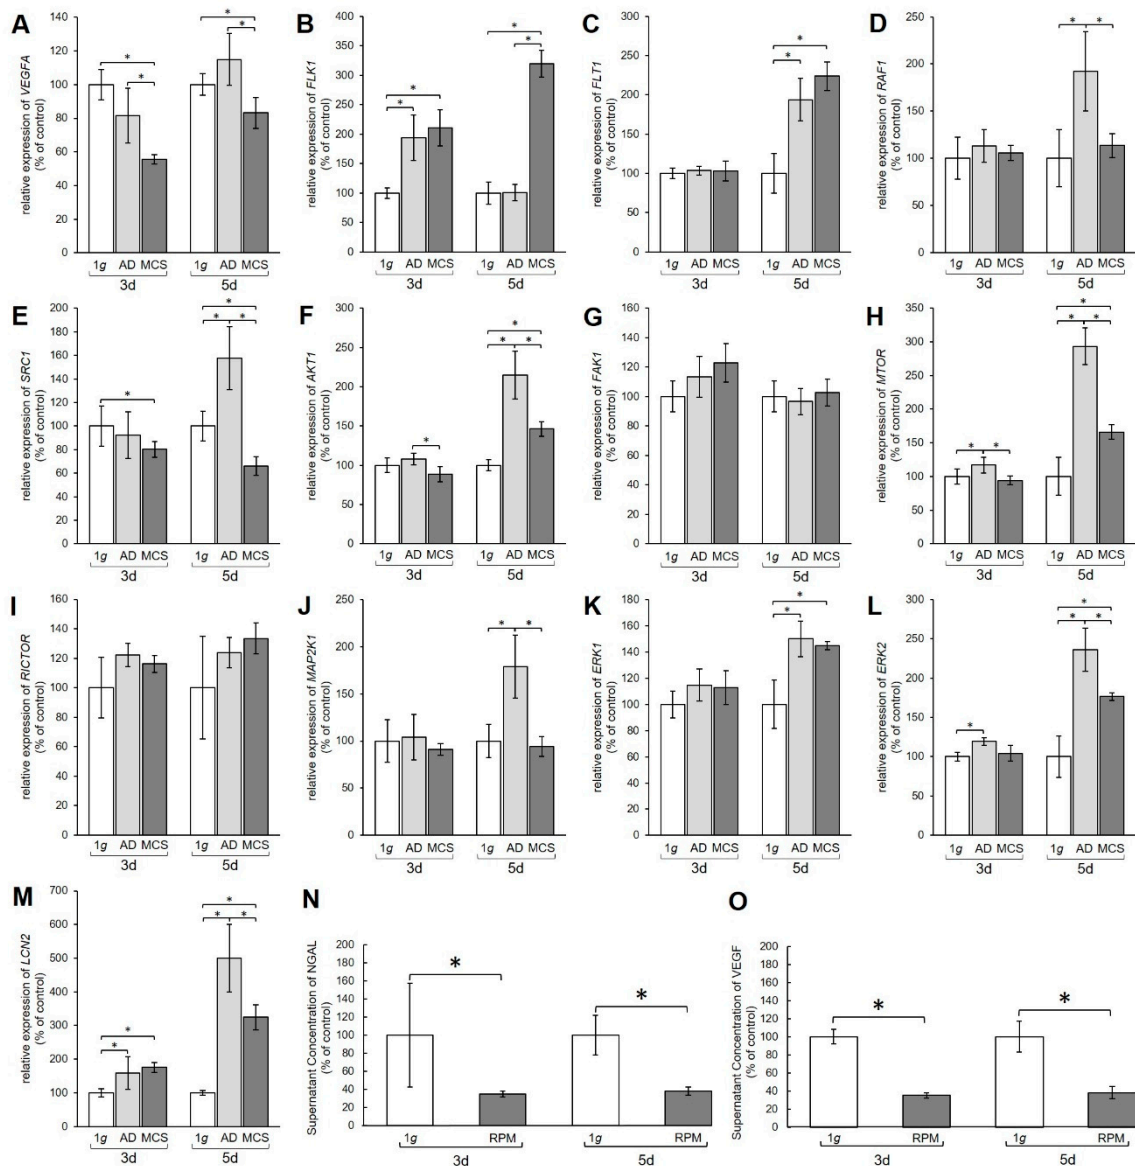 A
relative expression of VEGFA
(% of control)
140
120
100
80
60
40
20
0
*
*
*
*
1g AD MCS
1g AD MCS
3d
5d
B
relative expression of FLK1
(% of control)
400
350
300
250
200
150
100
50
0
*
*
*
*
1g AD MCS
1g AD MCS
3d
5d
C
relative expression of FLT1
(% of control)
300
250
200
150
100
50
0
*
*
1g AD MCS
1g AD MCS
3d
5d
D
relative expression of RAF1
(% of control)
250
200
150
100
50
0
* *
1g AD MCS
1g AD MCS
3d
5d
E
relative expression of SRC1
(% of control)
200
180
160
140
120
100
80
60
40
20
0
*
*
* *
1g AD MCS
1g AD MCS
3d
5d
F
relative expression of AKT1
(% of control)
300
250
200
150
100
50
0
*
*
* *
1g AD MCS
1g AD MCS
3d
5d
G
relative expression of FAK1
(% of control)
160
140
120
100
80
60
40
20
0
1g AD MCS
1g AD MCS
3d
5d
H
relative expression of MTOR
(% of control)
350
300
250
200
150
100
50
0
* *
*
* *
1g AD MCS
1g AD MCS
3d
5d
I
relative expression of RICTOR
(% of control)
160
140
120
100
80
60
40
20
0
1g AD MCS
1g AD MCS
3d
5d
J
relative expression of MAP2K1
(% of control)
200
150
100
50
0
* *
1g AD MCS
1g AD MCS
3d
5d
K
relative expression of ERK1
(% of control)
180
160
140
120
100
80
60
40
20
0
*
*
1g AD MCS
1g AD MCS
3d
5d
L
relative expression of ERK2
(% of control)
300
250
200
150
100
50
0
*
*
* *
1g AD MCS
1g AD MCS
3d
5d
M
relative expression of LCN2
(% of control)
700
600
500
400
300
200
100
0
*
*
*
* *
1g AD MCS
1g AD MCS
3d
5d
N
Supernatant Concentration of NGAL
(% of control)
200
180
160
140
120
100
80
60
40
20
0
*
*
1g RPM
1g RPM
3d
5d
O
Supernatant Concentration of VEGF
(% of control)
200
180
160
140
120
100
80
60
40
20
0
*
*
1g RPM
1g RPM
3d
5d